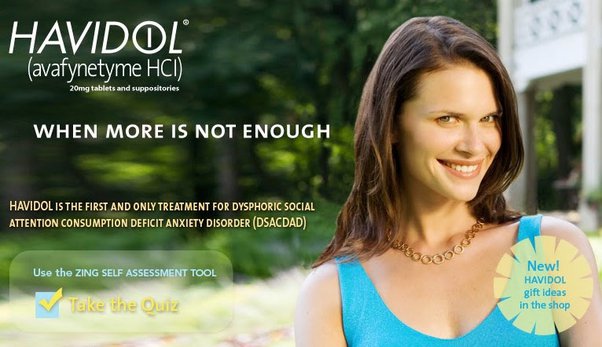 HAVIDOL®
(avafynetyme HCl)
20mg tablets and suppositories
WHEN MORE IS NOT ENOUGH
HAVIDOL IS THE FIRST AND ONLY TREATMENT FOR DYSPHORIC SOCIAL
ATTENTION CONSUMPTION DEFICIT ANXIETY DISORDER (DSACDAD)
Use the ZING SELF ASSESSMENT TOOL
Take the Quiz
New!
HAVIDOL
gift ideas
in the shop